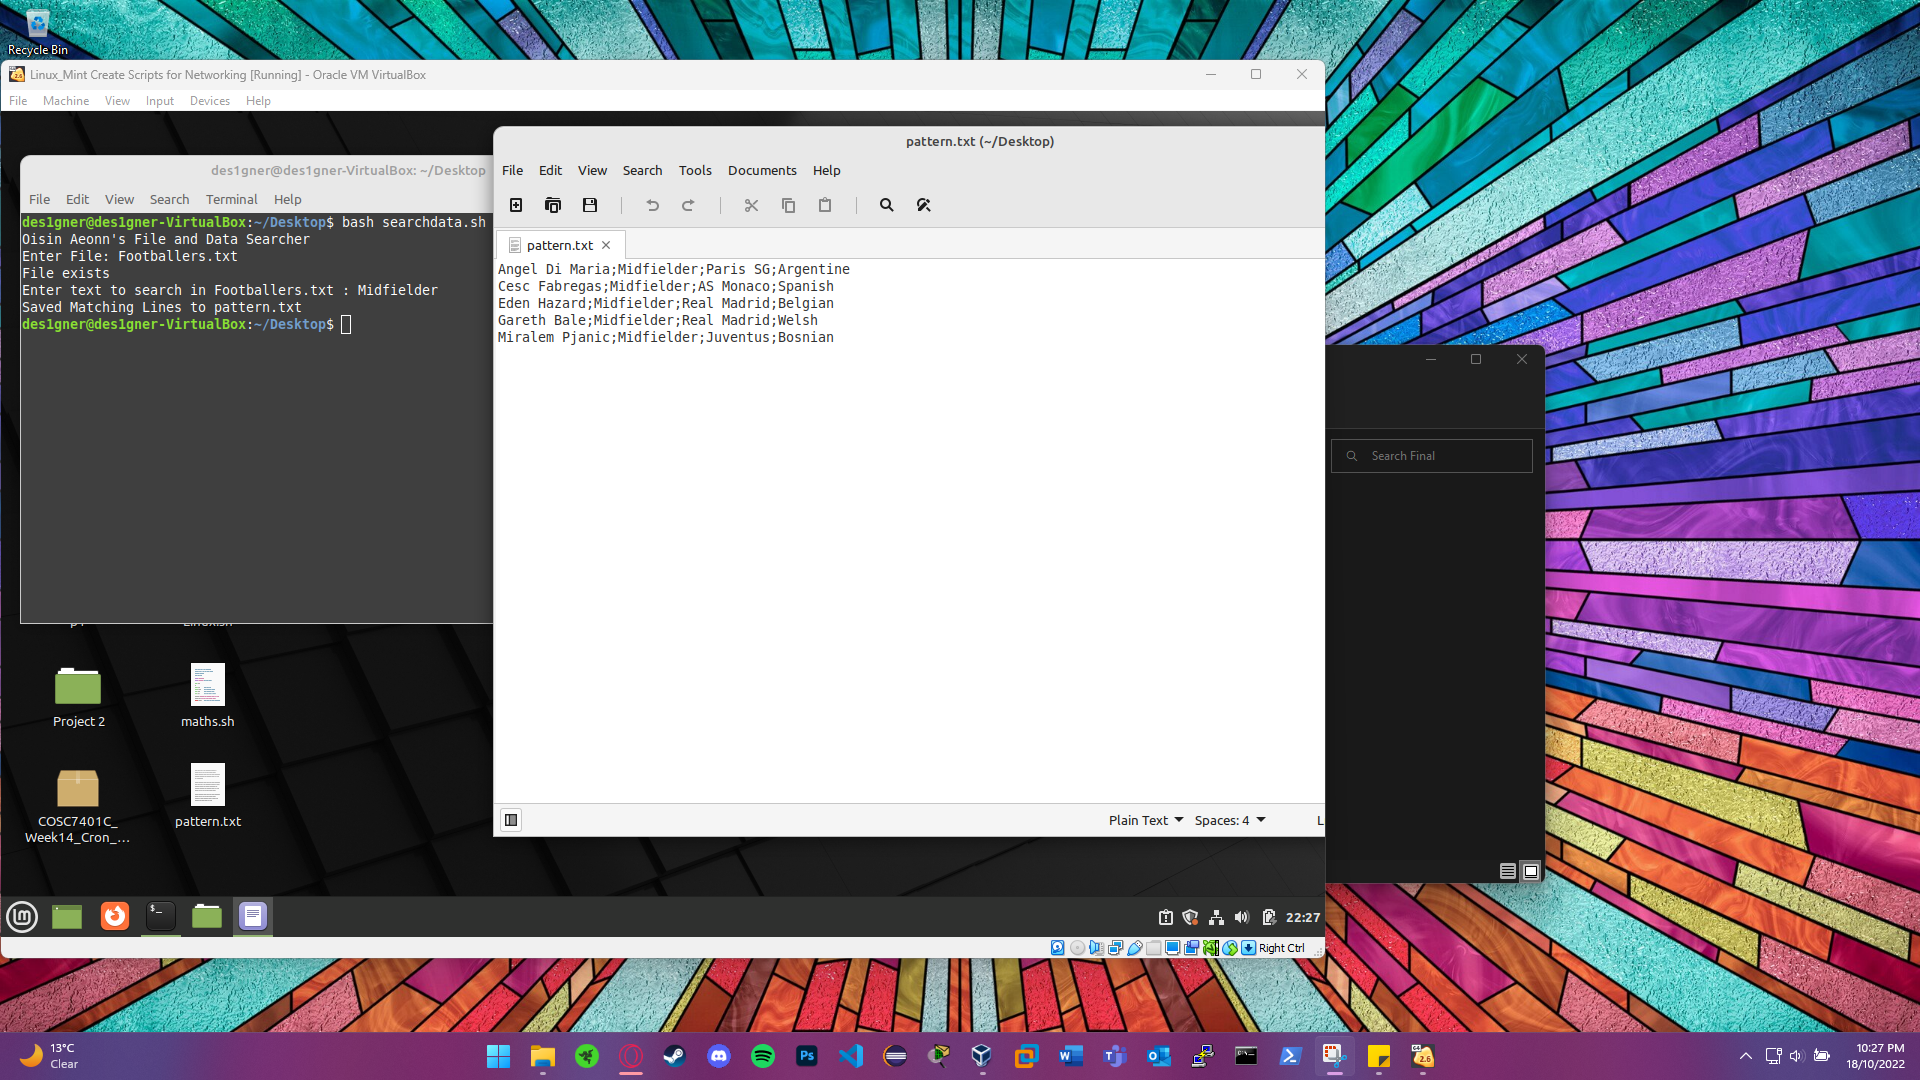 Recycle Bin
Linux_Mint Create Scripts for Networking [Running] - Oracle VM VirtualBox
File Machine View Input Devices Help
des1gner@des1gner-VirtualBox: ~/Desktop
File Edit View Search Terminal Help
des1gner@des1gner-VirtualBox:~/Desktop$ bash searchdata.sh
Oisin Aeonn's File and Data Searcher
Enter File: Footballers.txt
File exists
Enter text to search in Footballers.txt : Midfielder
Saved Matching Lines to pattern.txt
des1gner@des1gner-VirtualBox:~/Desktop$
pattern.txt (~/Desktop)
File Edit View Search Tools Documents Help
pattern.txt
Angel Di Maria;Midfielder;Paris SG;Argentine
Cesc Fabregas;Midfielder;AS Monaco;Spanish
Eden Hazard;Midfielder;Real Madrid;Belgian
Gareth Bale;Midfielder;Real Madrid;Welsh
Miralem Pjanic;Midfielder;Juventus;Bosnian
Plain Text Spaces: 4 L
Search Final
Project 2
maths.sh
COSC7401C_
Week14_Cron_...
pattern.txt
22:27
Right Ctrl
13°C
Clear
Ps
2.6
10:27 PM
18/10/2022